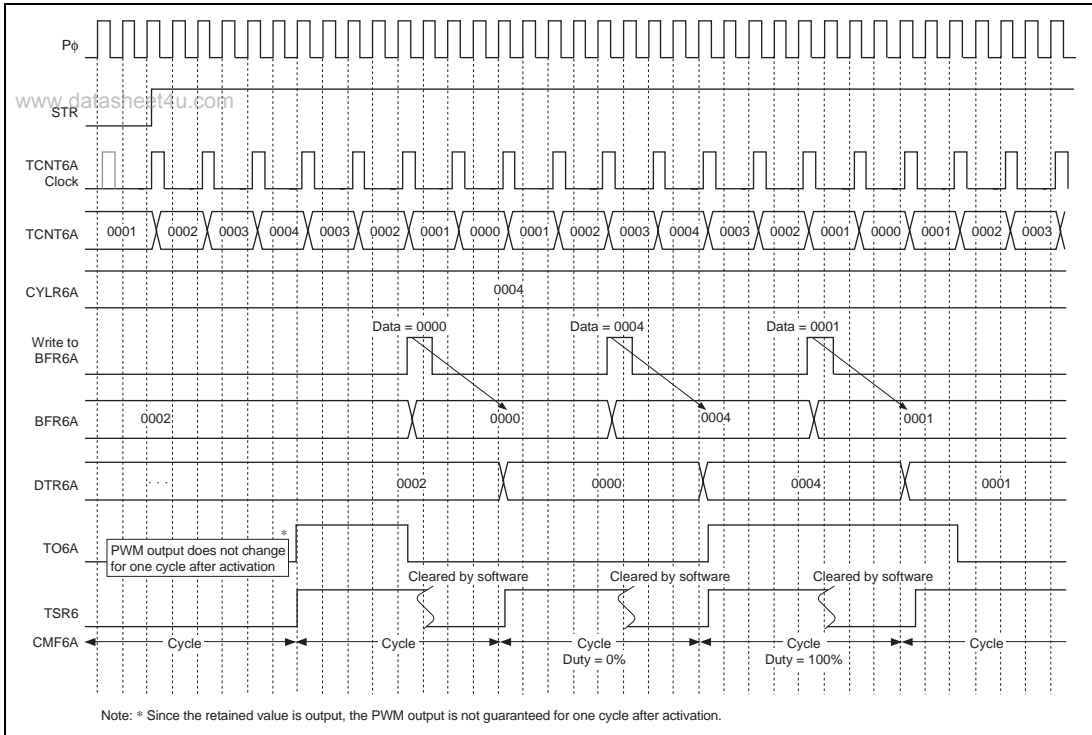 Pφ
www.datasheet4u.com
STR
TCNT6A
Clock
TCNT6A
0001 0002 0003 0004 0003 0002 0001 0000 0001 0002 0003 0004 0003 0002 0001 0000 0001 0002 0003
CYLR6A
0004
Write to
BFR6A
Data = 0000 Data = 0004 Data = 0001
BFR6A
0002 0000 0004 0001
DTR6A
· · · 0002 0000 0004 0001
TO6A
*
PWM output does not change
for one cycle after activation
Cleared by software Cleared by software Cleared by software
TSR6
CMF6A
Cycle Cycle Cycle Cycle Cycle
Duty = 0% Duty = 100%
Note: * Since the retained value is output, the PWM output is not guaranteed for one cycle after activation.